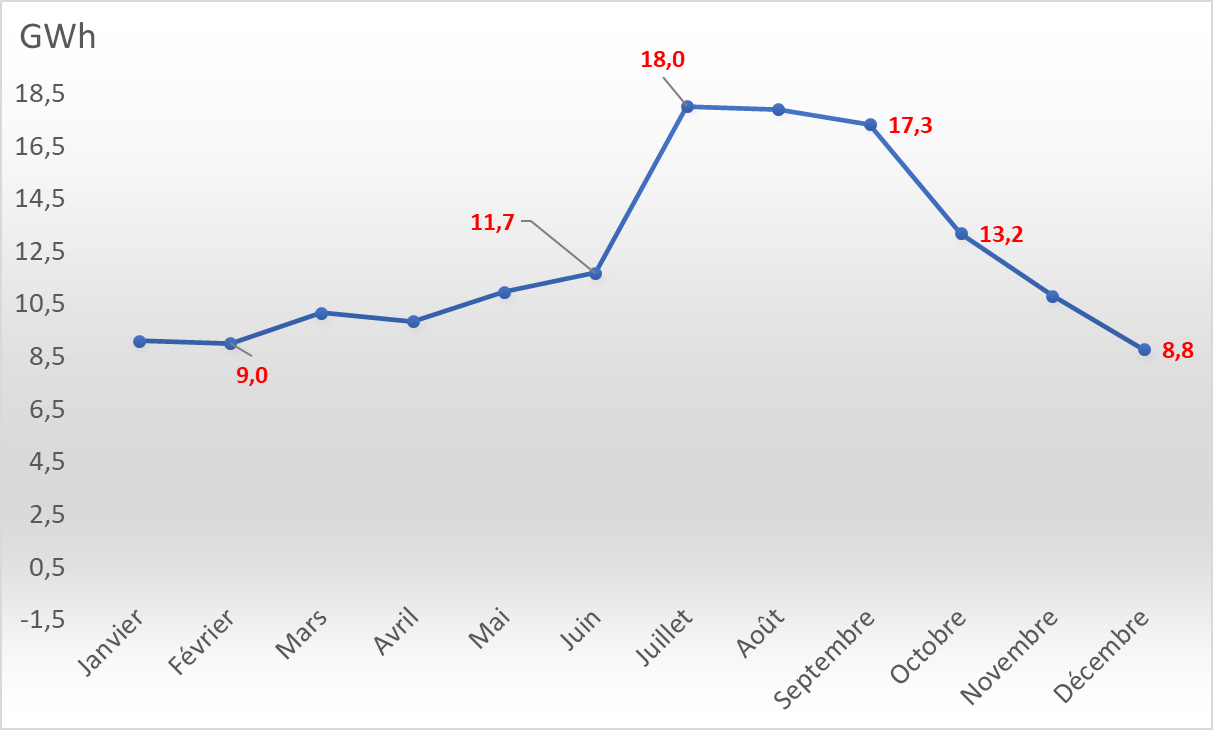 GWh
18,5
16,5
14,5
12,5
10,5
8,5
6,5
4,5
2,5
0,5
-1,5
9,0
11,7
18,0
17,3
13,2
8,8
Janvier
Février
Mars
Avril
Mai
Juin
Juillet
Août
Septembre
Octobre
Novembre
Décembre